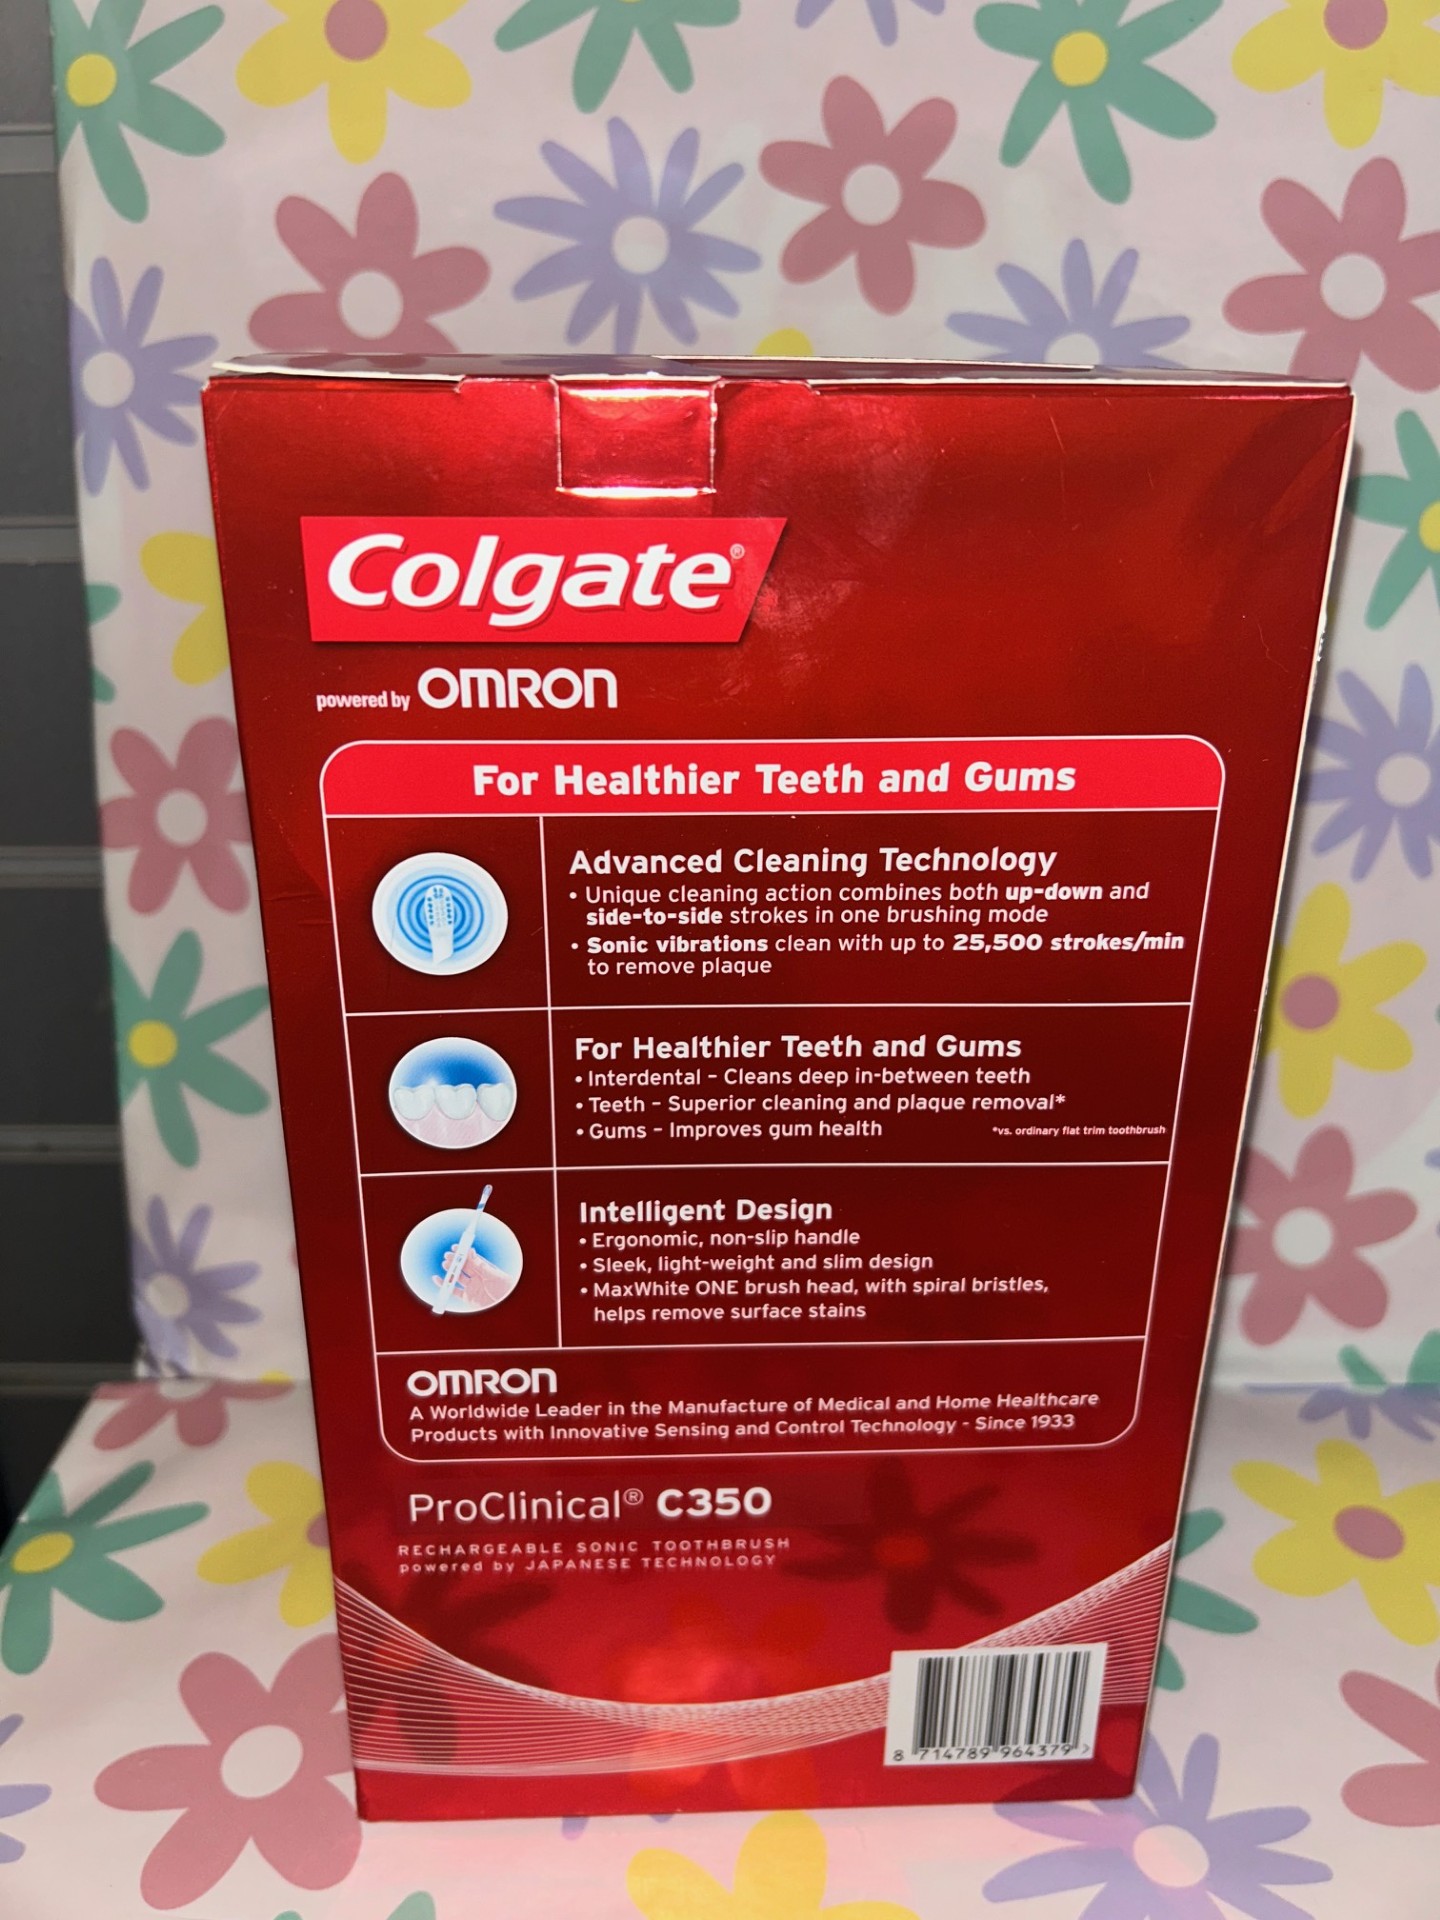 Colgate®
powered by OMRON
For Healthier Teeth and Gums
Advanced Cleaning Technology
• Unique cleaning action combines both up-down and
side-to-side strokes in one brushing mode
• Sonic vibrations clean with up to 25,500 strokes/min
to remove plaque
For Healthier Teeth and Gums
• Interdental – Cleans deep in-between teeth
• Teeth – Superior cleaning and plaque removal*
• Gums – Improves gum health
*vs. ordinary flat trim toothbrush
Intelligent Design
• Ergonomic, non-slip handle
• Sleek, light-weight and slim design
• MaxWhite ONE brush head, with spiral bristles,
helps remove surface stains
OMRON
A Worldwide Leader in the Manufacture of Medical and Home Healthcare
Products with Innovative Sensing and Control Technology - Since 1933
ProClinical® C350
RECHARGEABLE SONIC TOOTHBRUSH
powered by JAPANESE TECHNOLOGY
8 714789 964379 >